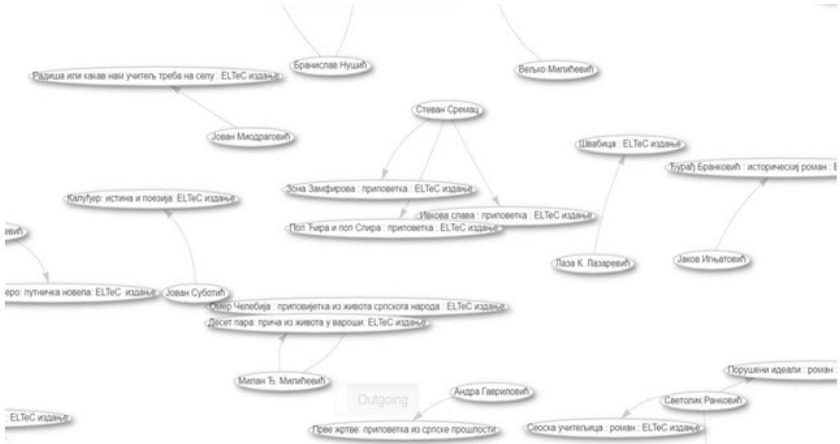 Бранислав Нушић
Вељко Милићевић
Радиша или какав нам учитељ треба на селу : ELTeC издање
Стеван Сремац
Јован Миодраговић
Швабица : ELTeC издање
Ђурађ Бранковић : историческиј роман : E
Зона Замфирова : приповетка : ELTeC издање
Калуђер: истина и поезија: ELTeC издање
Ивкова слава : приповетка : ELTeC издање
Поп Ћира и поп Спира : приповетка : ELTeC издање
евић
Лаза К. Лазаревић
Јаков Игњатовић
еро: путничка новела: ELTeC издање
Јован Суботић
Омер Челебија : приповијетка из живота српскога народа : ELTeC издање
Десет пара: прича из живота у вароши: ELTeC издање
Порушени идеали : роман :
Милан Ђ. Милићевић
Андра Гавриловић
Outgoing
Светолик Ранковић
: ELTeC издање
Прве жртве: приповетка из српске прошлости
Сеоска учитељица : роман : ELTeC издање